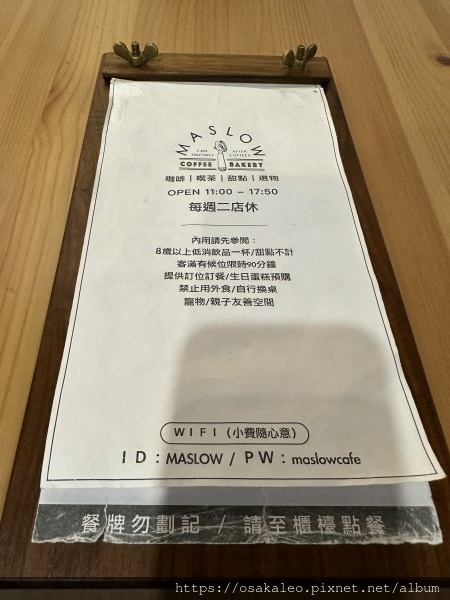 MASLOW
COFFEE BAKERY
咖啡 | 喫茶 | 甜點 | 選物
OPEN 11:00 - 17:50
每週二店休
內用請先參閱：
8歲以上低消飲品一杯/甜點不計
客滿有候位限時90分鐘
提供訂位訂餐/生日蛋糕預購
禁止用外食/自行換桌
寵物/親子友善空間
WIFI (小費隨心意)
ID : MASLOW / PW : maslowcafe
餐牌勿劃記 / 請至櫃檯點餐
https://osakaleo.pixnet.net/album